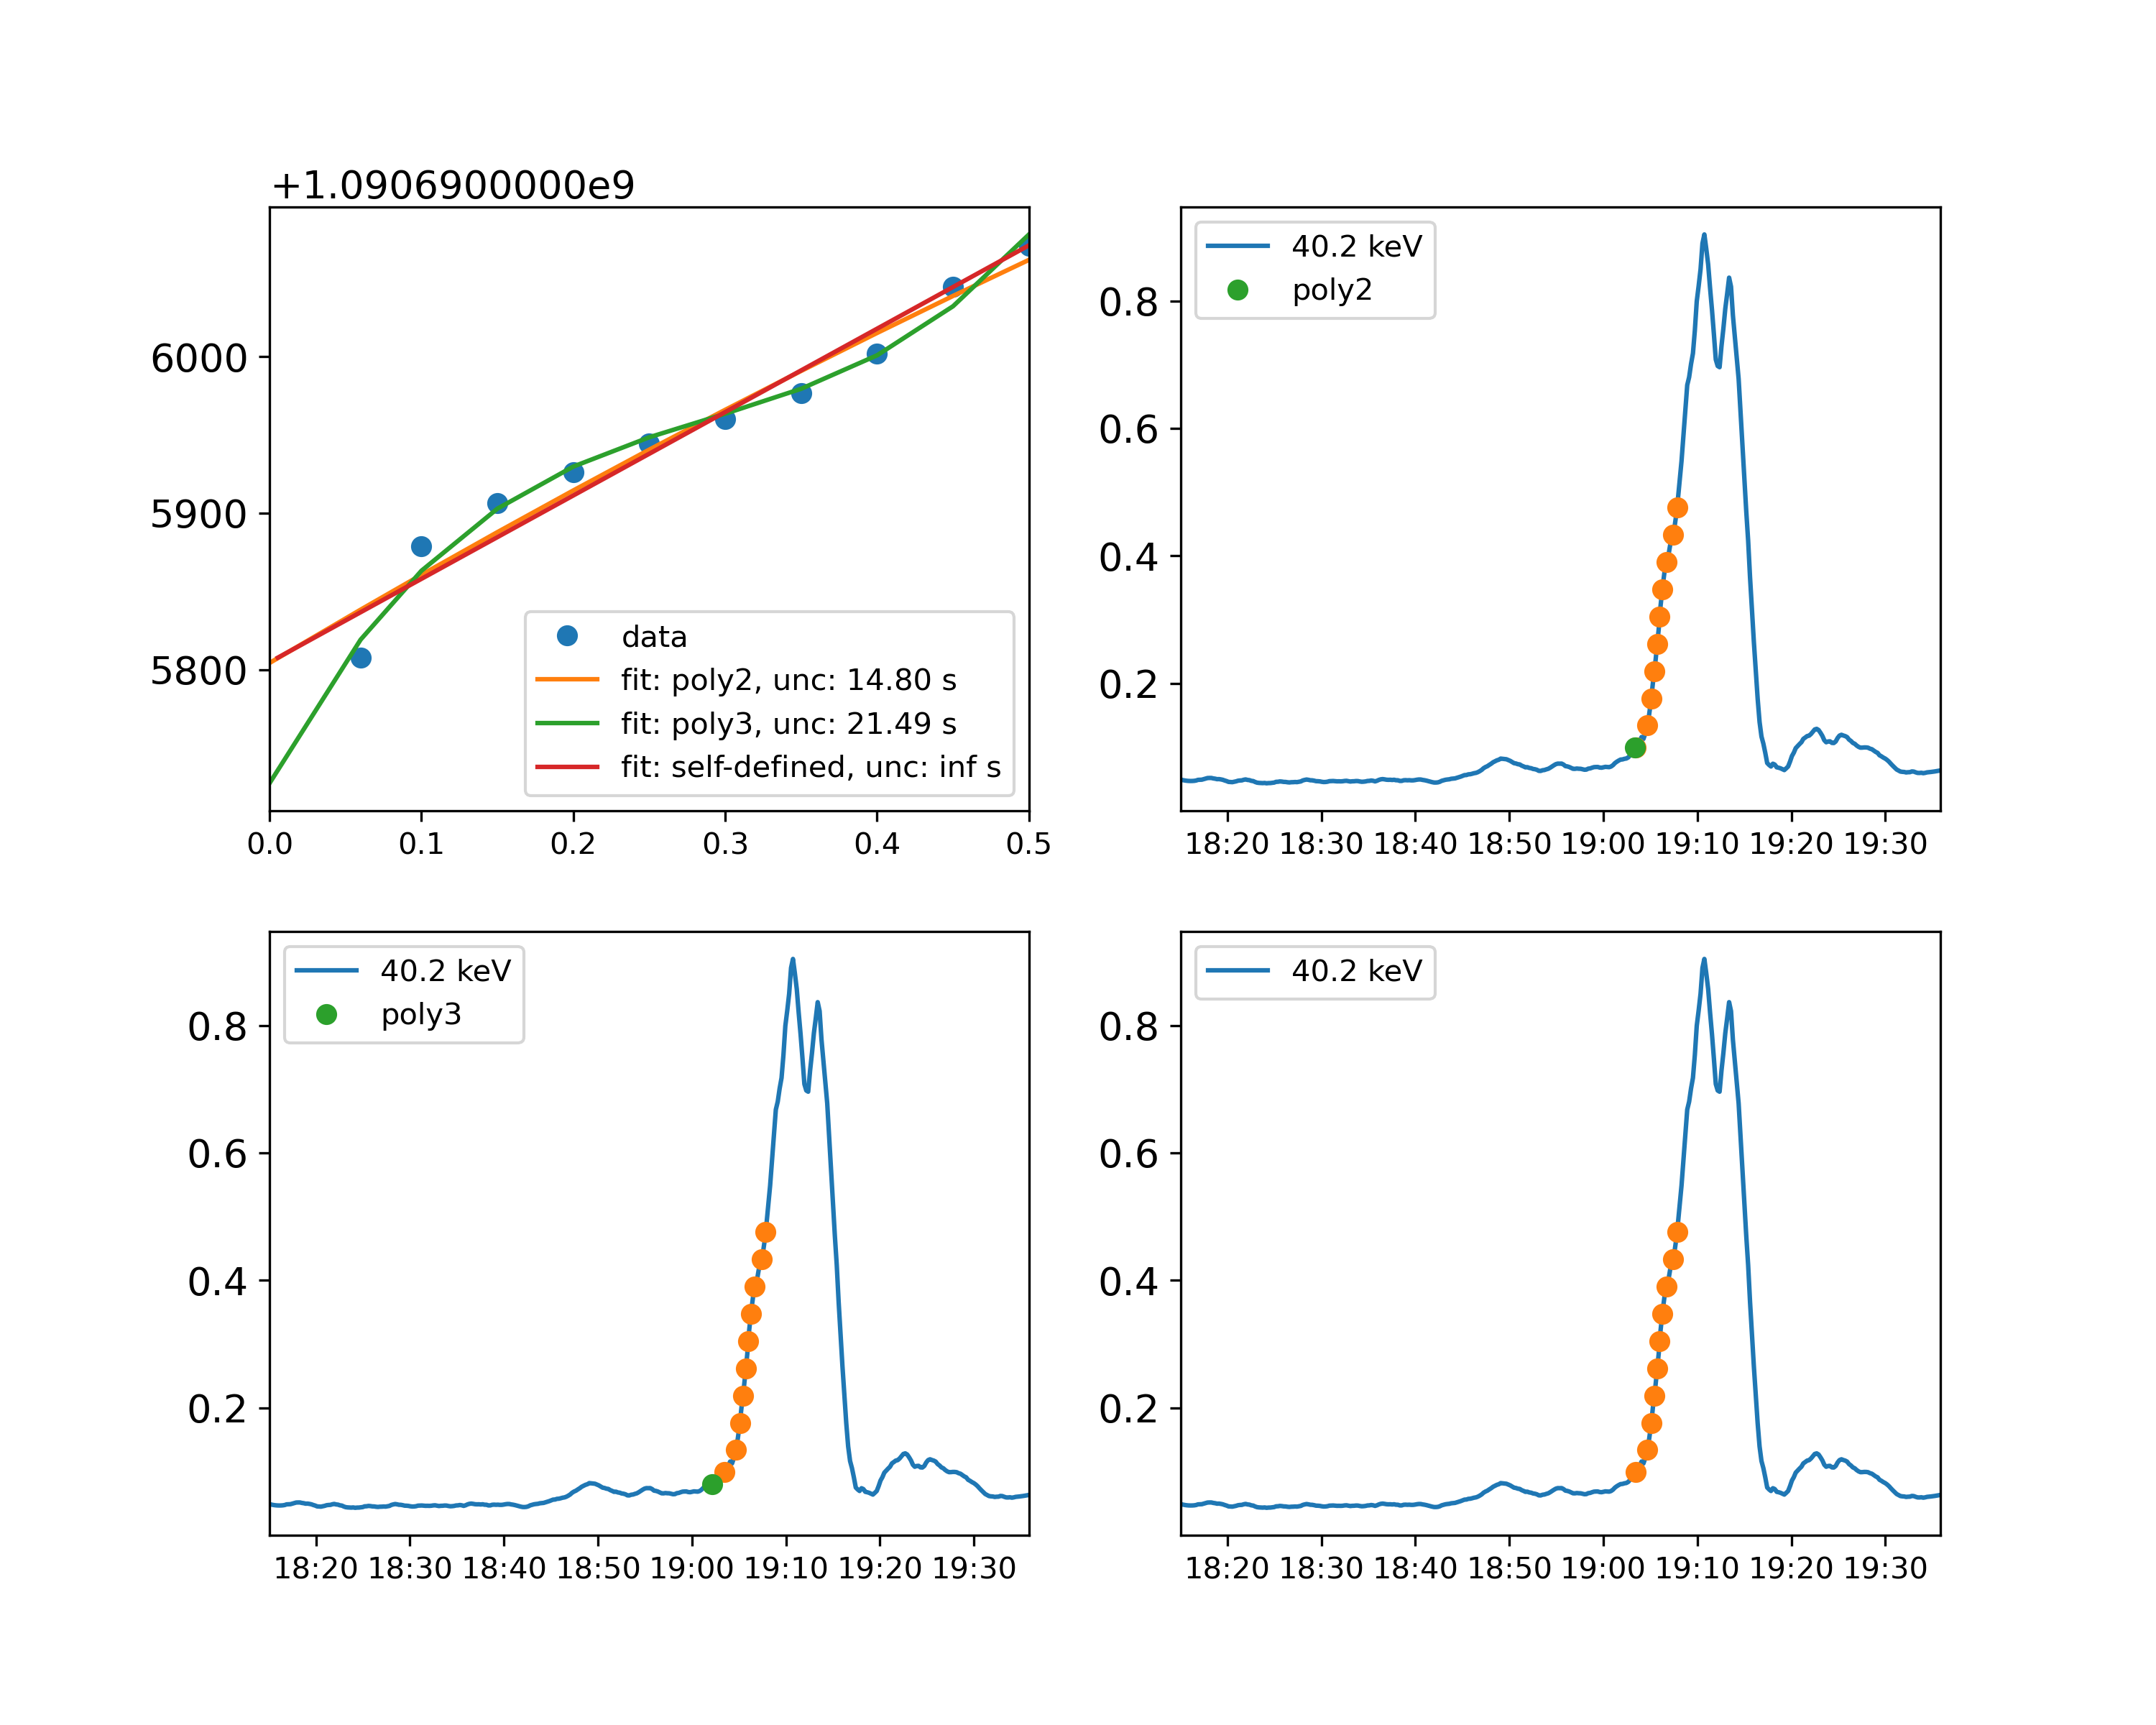 +1.0906900000e9
6000
5900
5800
0.0 0.1 0.2 0.3 0.4 0.5
data
fit: poly2, unc: 14.80 s
fit: poly3, unc: 21.49 s
fit: self-defined, unc: inf s
40.2 keV
poly2
0.8
0.6
0.4
0.2
18:20 18:30 18:40 18:50 19:00 19:10 19:20 19:30
40.2 keV
poly3
0.8
0.6
0.4
0.2
18:20 18:30 18:40 18:50 19:00 19:10 19:20 19:30
40.2 keV
0.8
0.6
0.4
0.2
18:20 18:30 18:40 18:50 19:00 19:10 19:20 19:30